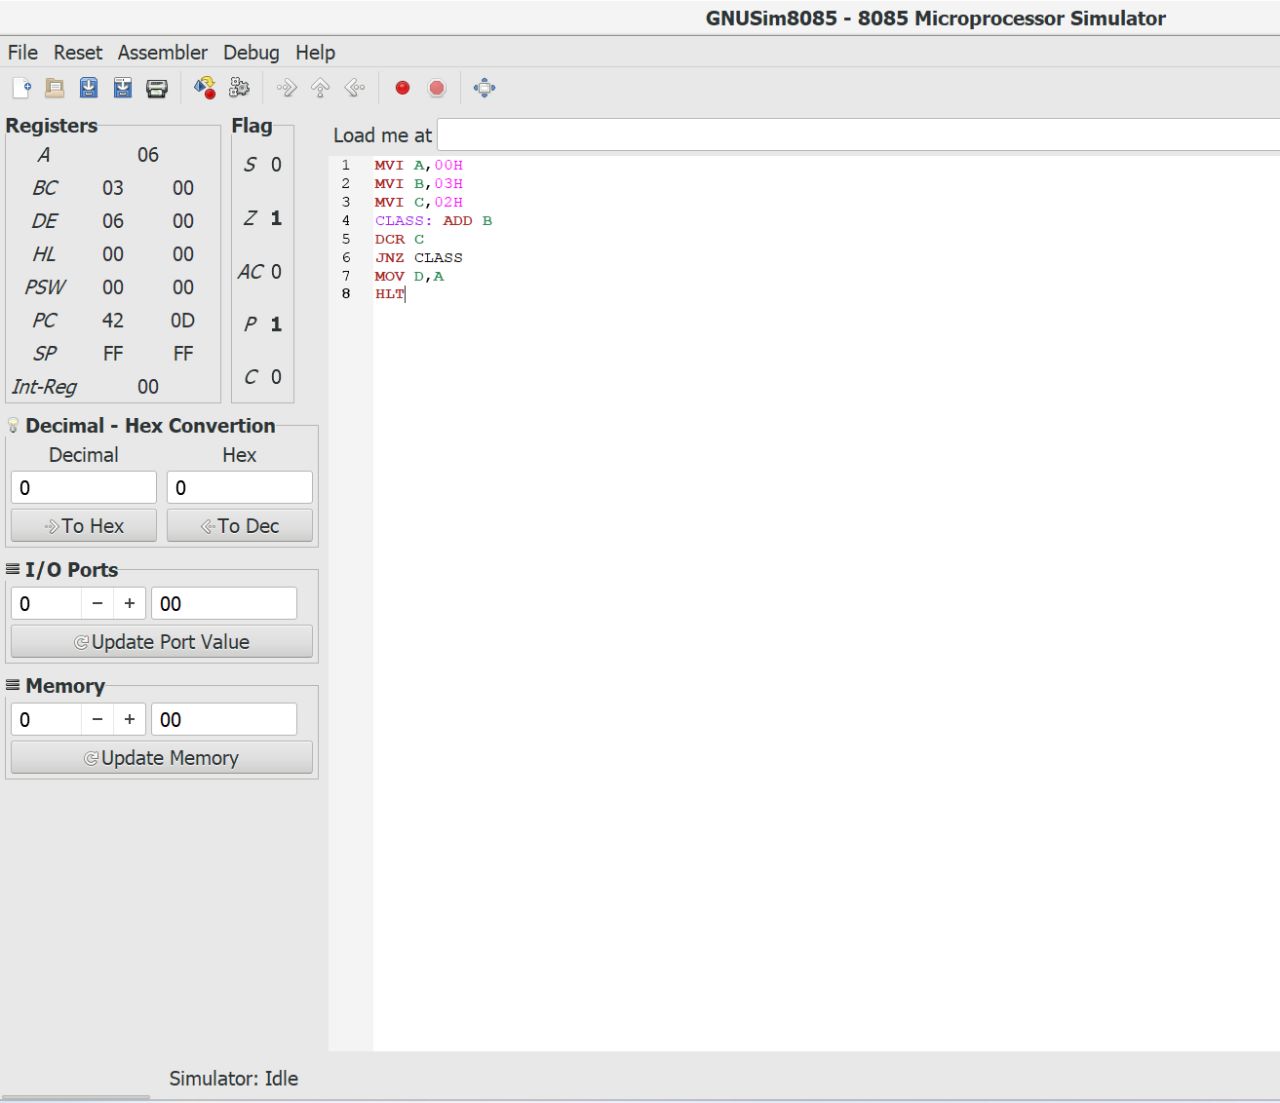 GNUSim8085 - 8085 Microprocessor Simulator
File Reset Assembler Debug Help
Registers
A 06
BC 03 00
DE 06 00
HL 00 00
PSW 00 00
PC 42 0D
SP FF FF
Int-Reg 00
Flag
S 0
Z 1
AC 0
P 1
C 0
Decimal - Hex Convertion
Decimal Hex
0 0
To Hex To Dec
I/O Ports
0 - + 00
Update Port Value
Memory
0 - + 00
Update Memory
Load me at
1 MVI A,00H
2 MVI B,03H
3 MVI C,02H
4 CLASS: ADD B
5 DCR C
6 JNZ CLASS
7 MOV D,A
8 HLT
Simulator: Idle